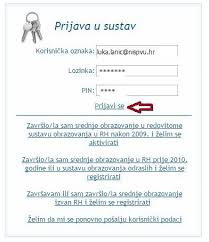 Prijava u sustav
Korisnička oznaka: luka.lanic@nspvu.hr
Lozinka: *******
PIN: ****
Prijavi se
Završio/la sam srednje obrazovanje u redovitome
sustavu obrazovanja u RH nakon 2009. i želim se
aktivirati
Završio/la sam srednje obrazovanje u RH prije 2010.
godine ili u sustavu obrazovanja odraslih i želim se
registrirati
Završavam ili sam završio/la srednje obrazovanje
izvan RH i želim se registrirati
Želim da mi se ponovno pošalju korisnički podaci